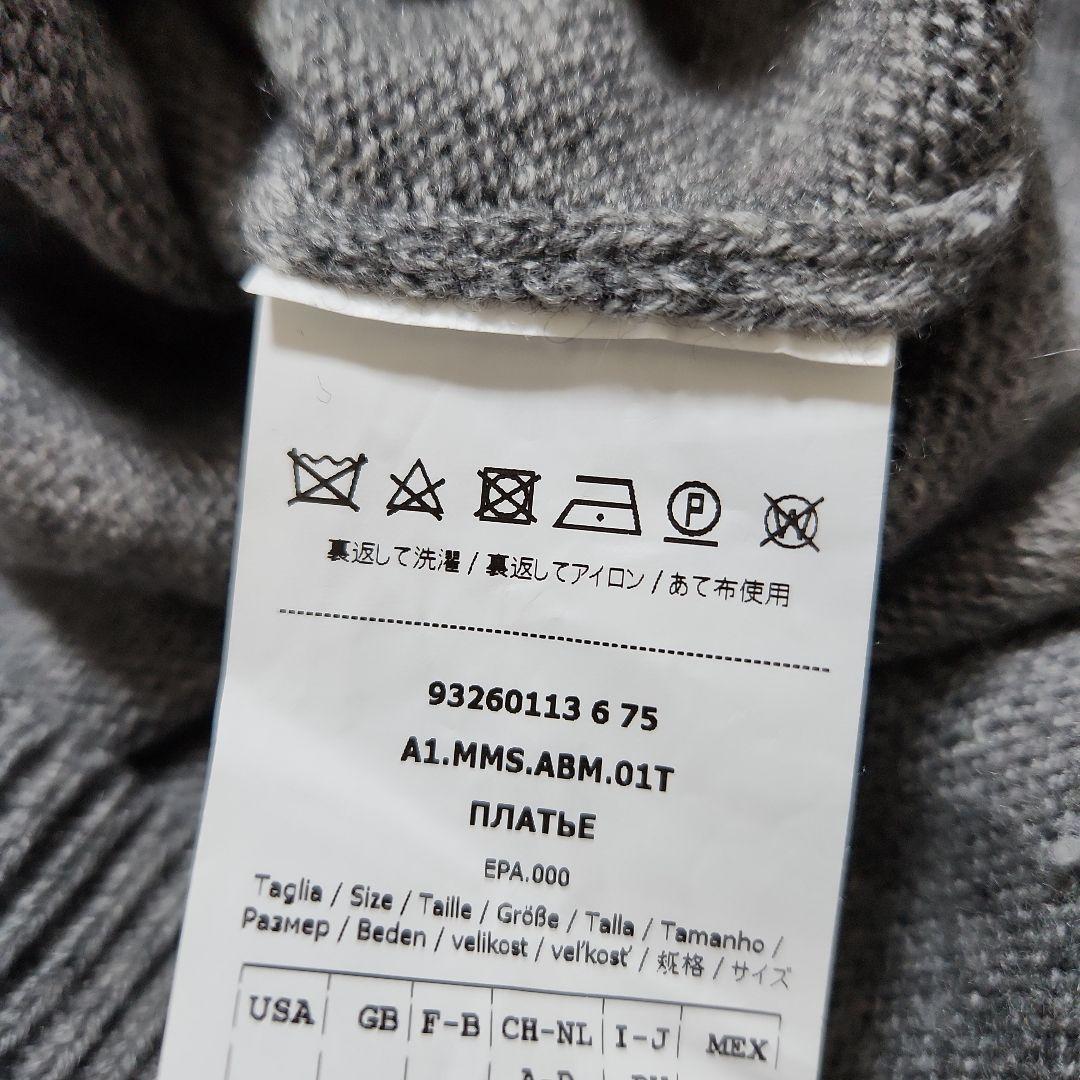 P W
裏返して洗濯 / 裏返してアイロン / あて布使用
93260113 6 75
A1.MMS.ABM.01T
ПЛАТЬЕ
EPA.000
Taglia / Size / Taille / Größe / Talla / Tamanho /
Размер / Beden / velikost / veľkosť / 规格 / サイズ
USA GB F-B CH-NL I-J MEX